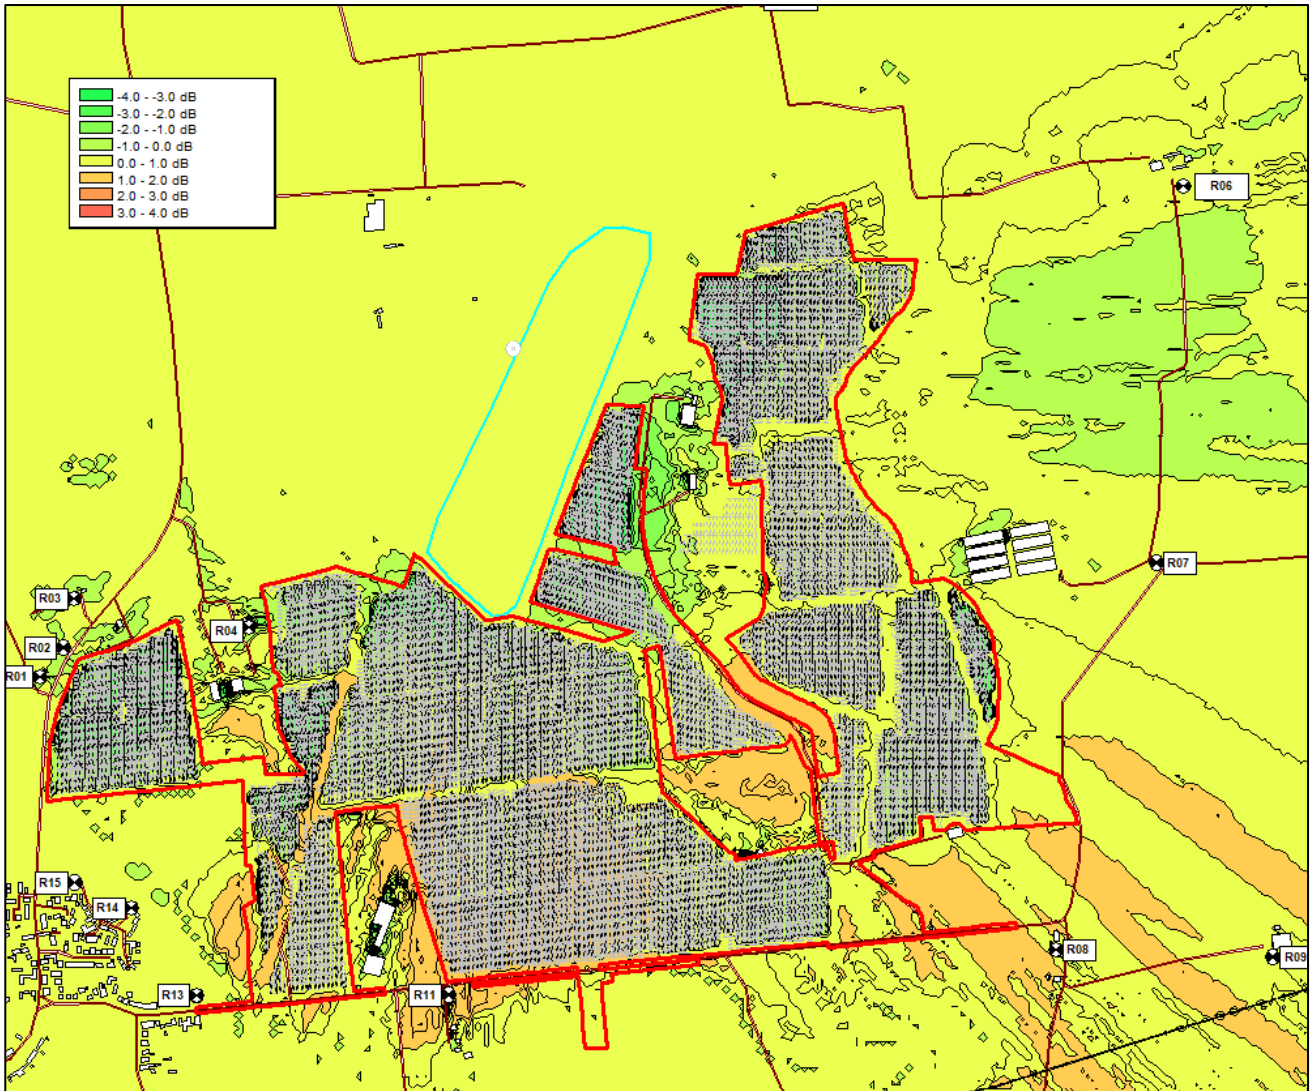 -4.0 - -3.0 dB
-3.0 - -2.0 dB
-2.0 - -1.0 dB
-1.0 - 0.0 dB
0.0 - 1.0 dB
1.0 - 2.0 dB
2.0 - 3.0 dB
3.0 - 4.0 dB
R06
R07
R03
R04
R02
R01
R15
R14
R08
R09
R13
R11